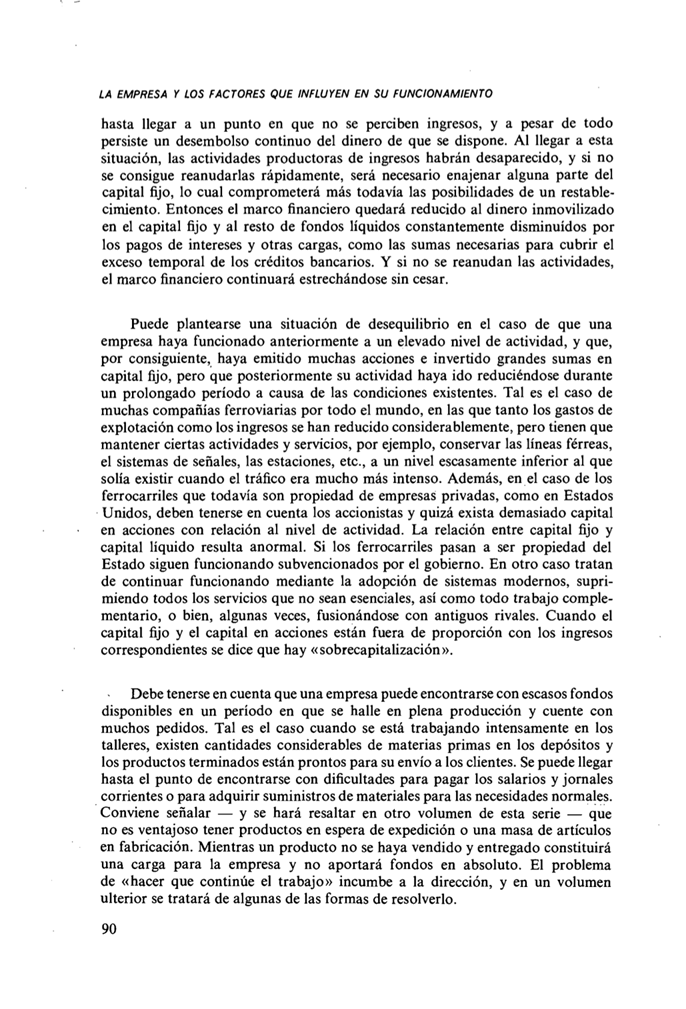 LA EMPRESA Y LOS FACTORES QUE INFLUYEN EN SU FUNCIONAMIENTO
hasta llegar a un punto en que no se perciben ingresos, y a pesar de todo
persiste un desembolso continuo del dinero de que se dispone. Al llegar a esta
situación, las actividades productoras de ingresos habrán desaparecido, y si no
se consigue reanudarlas rápidamente, será necesario enajenar alguna parte del
capital fijo, lo cual comprometerá más todavía las posibilidades de un restable-
cimiento. Entonces el marco financiero quedará reducido al dinero inmovilizado
en el capital fijo y al resto de fondos líquidos constantemente disminuídos por
los pagos de intereses y otras cargas, como las sumas necesarias para cubrir el
exceso temporal de los créditos bancarios. Y si no se reanudan las actividades,
el marco financiero continuará estrechándose sin cesar.
Puede plantearse una situación de desequilibrio en el caso de que una
empresa haya funcionado anteriormente a un elevado nivel de actividad, y que,
por consiguiente, haya emitido muchas acciones e invertido grandes sumas en
capital fijo, pero que posteriormente su actividad haya ido reduciéndose durante
un prolongado período a causa de las condiciones existentes. Tal es el caso de
muchas compañías ferroviarias por todo el mundo, en las que tanto los gastos de
explotación como los ingresos se han reducido considerablemente, pero tienen que
mantener ciertas actividades y servicios, por ejemplo, conservar las líneas férreas,
el sistemas de señales, las estaciones, etc., a un nivel escasamente inferior al que
solía existir cuando el tráfico era mucho más intenso. Además, en el caso de los
ferrocarriles que todavía son propiedad de empresas privadas, como en Estados
Unidos, deben tenerse en cuenta los accionistas y quizá exista demasiado capital
en acciones con relación al nivel de actividad. La relación entre capital fijo y
capital líquido resulta anormal. Si los ferrocarriles pasan a ser propiedad del
Estado siguen funcionando subvencionados por el gobierno. En otro caso tratan
de continuar funcionando mediante la adopción de sistemas modernos, supri-
miendo todos los servicios que no sean esenciales, así como todo trabajo comple-
mentario, o bien, algunas veces, fusionándose con antiguos rivales. Cuando el
capital fijo y el capital en acciones están fuera de proporción con los ingresos
correspondientes se dice que hay «sobrecapitalización».
Debe tenerse en cuenta que una empresa puede encontrarse con escasos fondos
disponibles en un período en que se halle en plena producción y cuente con
muchos pedidos. Tal es el caso cuando se está trabajando intensamente en los
talleres, existen cantidades considerables de materias primas en los depósitos y
los productos terminados están prontos para su envío a los clientes. Se puede llegar
hasta el punto de encontrarse con dificultades para pagar los salarios y jornales
corrientes o para adquirir suministros de materiales para las necesidades normales.
Conviene señalar — y se hará resaltar en otro volumen de esta serie — que
no es ventajoso tener productos en espera de expedición o una masa de artículos
en fabricación. Mientras un producto no se haya vendido y entregado constituirá
una carga para la empresa y no aportará fondos en absoluto. El problema
de «hacer que continúe el trabajo» incumbe a la dirección, y en un volumen
ulterior se tratará de algunas de las formas de resolverlo.
90